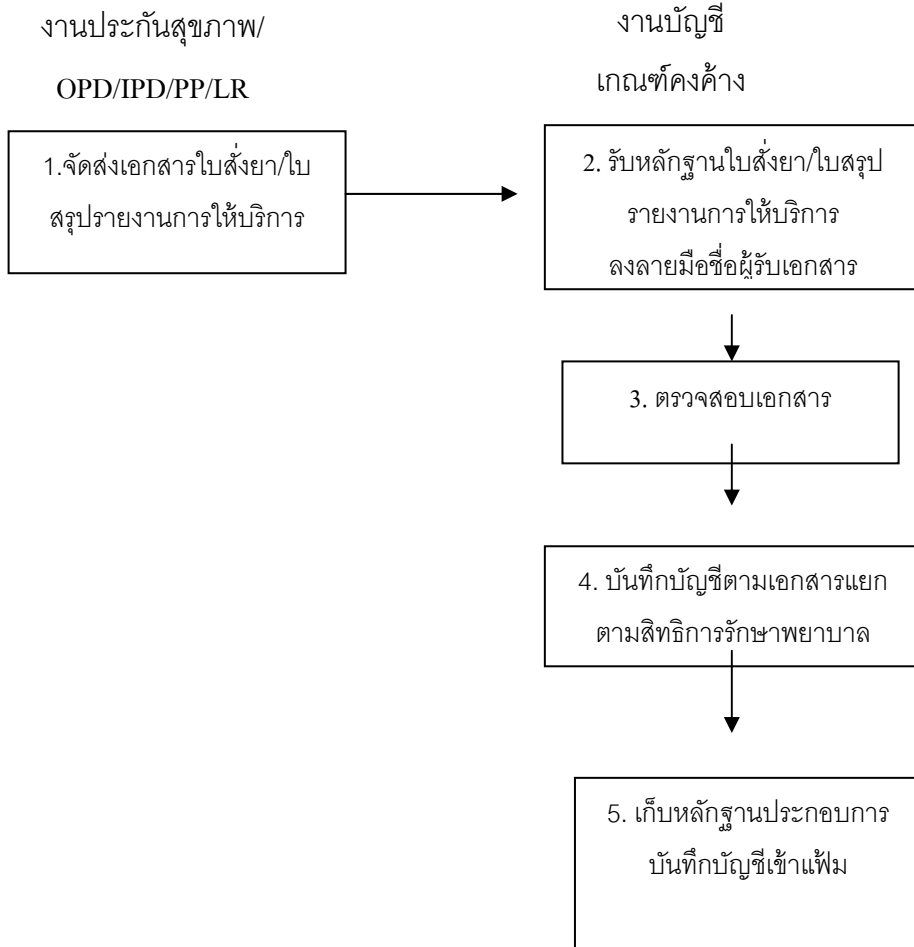 งานประกันสุขภาพ/
OPD/IPD/PP/LR
งานบัญชี
เกณฑ์คงค้าง
1.จัดส่งเอกสารใบสั่งยา/ใบ
สรุปรายงานการให้บริการ
2. รับหลักฐานใบสั่งยา/ใบสรุป
รายงานการให้บริการ
ลงลายมือชื่อผู้รับเอกสาร
3. ตรวจสอบเอกสาร
4. บันทึกบัญชีตามเอกสารแยก
ตามสิทธิการรักษาพยาบาล
5. เก็บหลักฐานประกอบการ
บันทึกบัญชีเข้าแฟ้ม